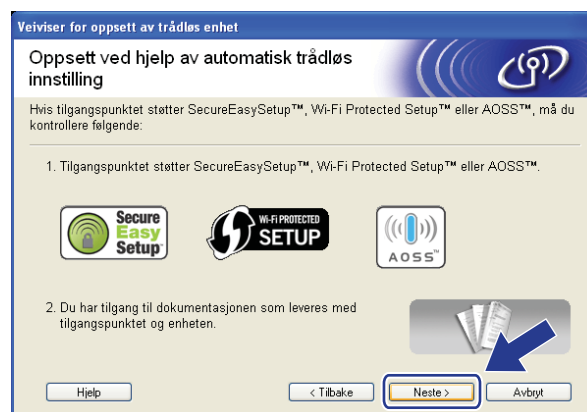 Veiviser for oppsett av trådløs enhet
Oppsett ved hjelp av automatisk trådløs
innstilling
Hvis tilgangspunktet støtter SecureEasySetup™, Wi-Fi Protected Setup™ eller AOSS™, må du
kontrollere følgende:
1. Tilgangspunktet støtter SecureEasySetup™, Wi-Fi Protected Setup™ eller AOSS™.
Secure
Easy
Setup
Wi-Fi PROTECTED
SETUP
AOSS™
2. Du har tilgang til dokumentasjonen som leveres med
tilgangspunktet og enheten.
Hjelp
< Tilbake
Neste >
Avbryt